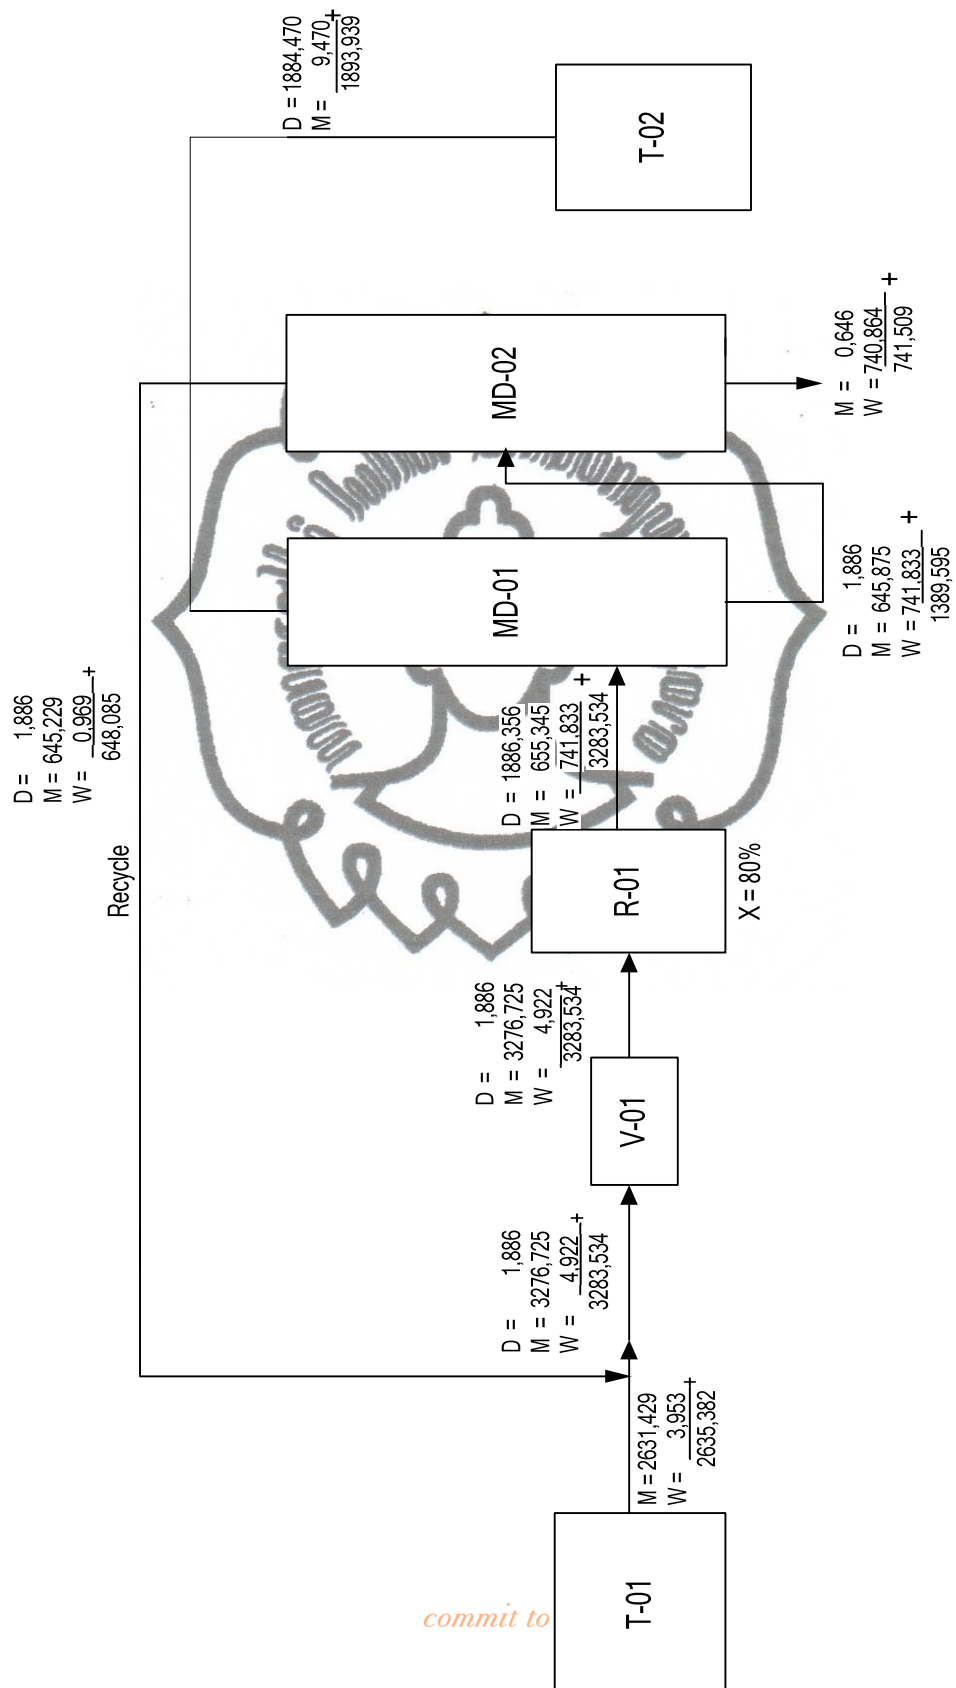 T-01
M = 2631,429
W = 3,953 +
2635,382
D = 1,886
M = 3276,725
W = 4,922 +
3283,534
V-01
D = 1,886
M = 3276,725
W = 4,922 +
3283,534
R-01
X = 80%
D = 1886,356
M = 655,345
W = 741,833 +
3283,534
MD-01
D = 1,886
M = 645,875
W = 741,833 +
1389,595
MD-02
M = 0,646
W = 740,864 +
741,509
Recycle
D = 1,886
M = 645,229
W = 0,969 +
648,085
D = 1884,470
M = 9,470 +
1893,939
T-02
commit to